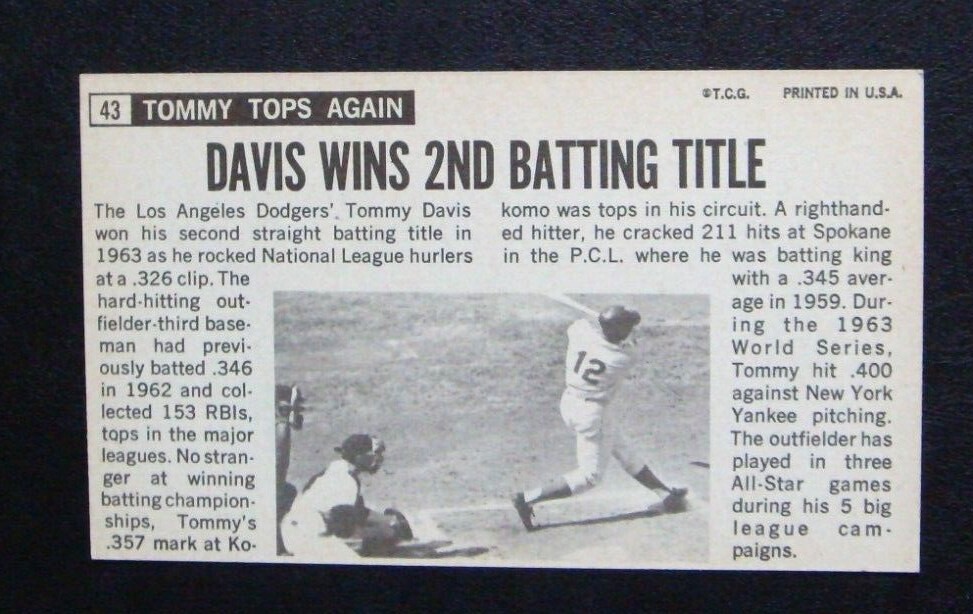 43 TOMMY TOPS AGAIN
©T.C.G. PRINTED IN U.S.A.
DAVIS WINS 2ND BATTING TITLE
The Los Angeles Dodgers' Tommy Davis
won his second straight batting title in
1963 as he rocked National League hurlers
at a .326 clip. The
hard-hitting out-
fielder-third base-
man had previ-
ously batted .346
in 1962 and col-
lected 153 RBIs,
tops in the major
leagues. No stran-
ger at winning
batting champion-
ships, Tommy's
.357 mark at Ko-
komo was tops in his circuit. A righthand-
ed hitter, he cracked 211 hits at Spokane
in the P.C.L. where he was batting king
with a .345 aver-
age in 1959. Dur-
ing the 1963
World Series,
Tommy hit .400
against New York
Yankee pitching.
The outfielder has
played in three
All-Star games
during his 5 big
league cam-
paigns.
12